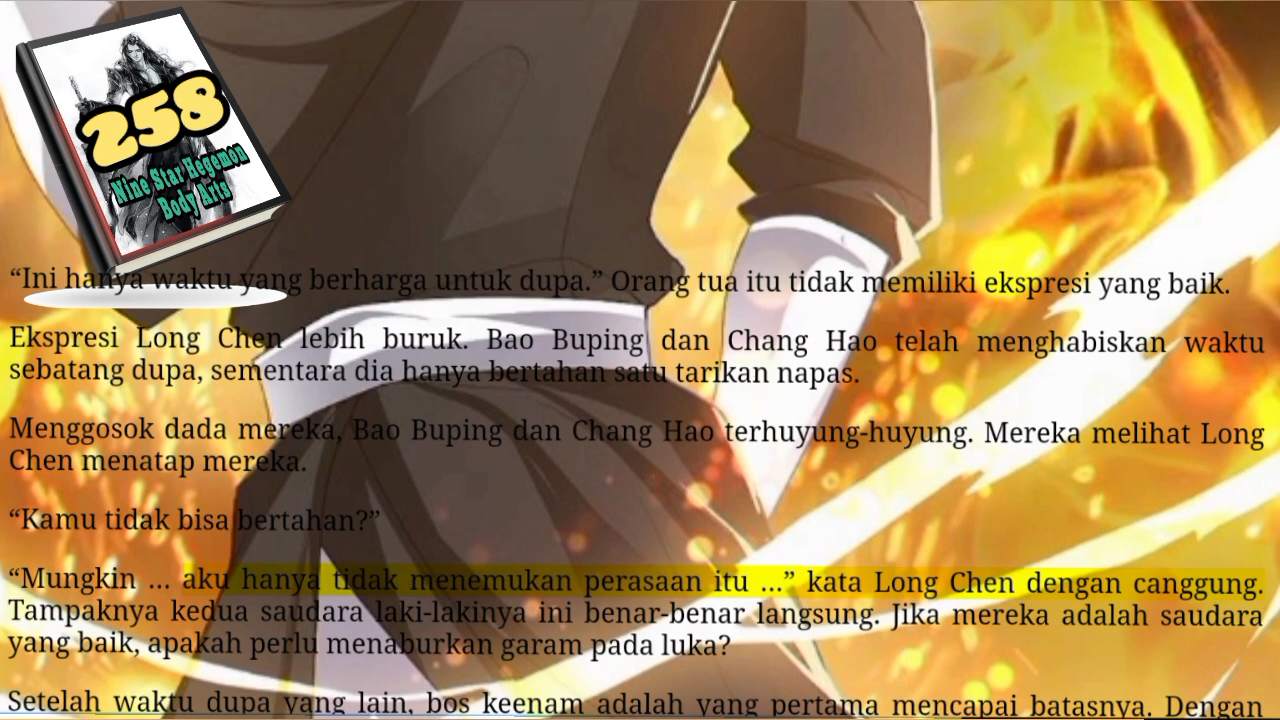 258
Nine Star Hegemon
Body Arts
“Ini hanya waktu yang berharga untuk dupa.” Orang tua itu tidak memiliki ekspresi yang baik.
Ekspresi Long Chen lebih buruk. Bao Buping dan Chang Hao telah menghabiskan waktu
sebatang dupa, sementara dia hanya bertahan satu tarikan napas.
Menggosok dada mereka, Bao Buping dan Chang Hao terhuyung-huyung. Mereka melihat Long
Chen menatap mereka.
“Kamu tidak bisa bertahan?”
“Mungkin … aku hanya tidak menemukan perasaan itu …” kata Long Chen dengan canggung.
Tampaknya kedua saudara laki-lakinya ini benar-benar langsung. Jika mereka adalah saudara
yang baik, apakah perlu menaburkan garam pada luka?
Setelah waktu dupa yang lain, bos keenam adalah yang pertama mencapai batasnya. Dengan